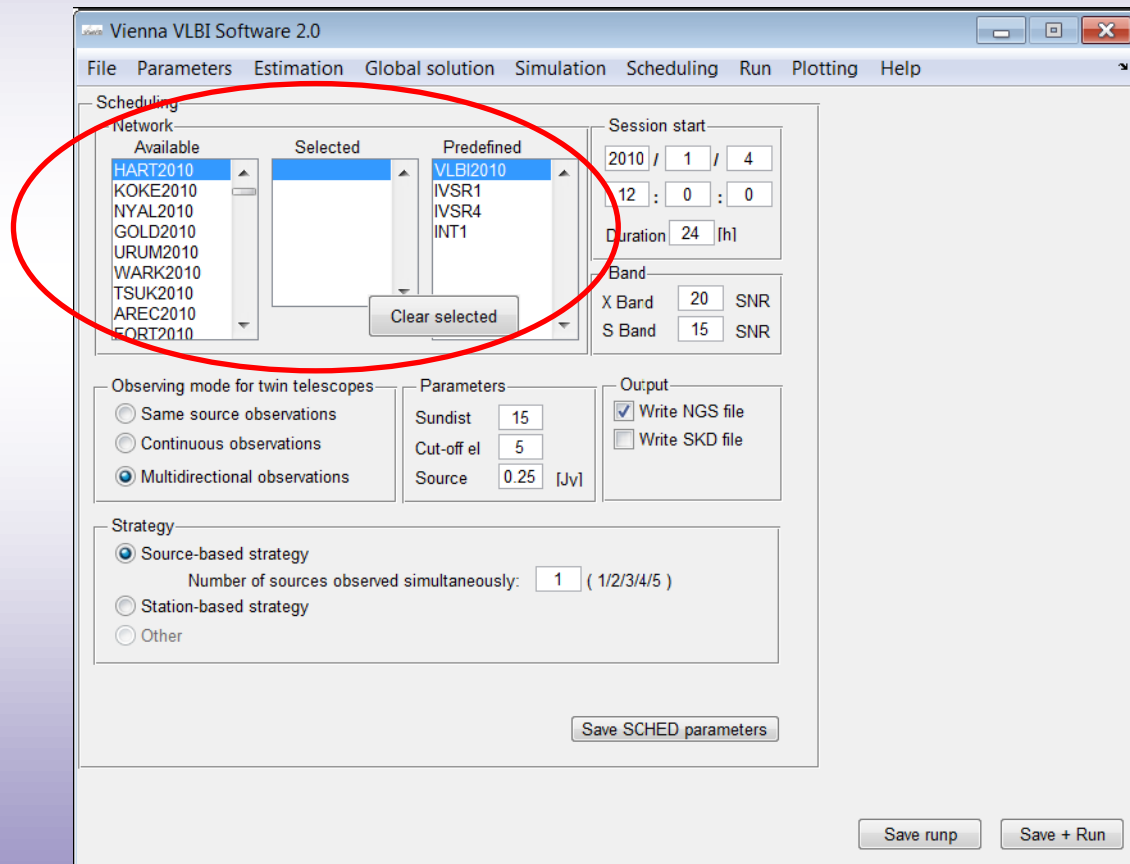 Vienna VLBI Software 2.0
File Parameters Estimation Global solution Simulation Scheduling Run Plotting Help
Scheduling
Network
Available Selected Predefined
HART2010
KOKE2010
NYAL2010
GOLD2010
URUM2010
WARK2010
TSUK2010
AREC2010
FORT2010
VLBI2010
IVSR1
IVSR4
INT1
Clear selected
Session start
2010 / 1 / 4
12 : 0 : 0
Duration 24 [h]
Band
X Band 20 SNR
S Band 15 SNR
Observing mode for twin telescopes
Same source observations
Continuous observations
Multidirectional observations
Parameters
Sundist 15
Cut-off el 5
Source 0.25 [Jy]
Output
Write NGS file
Write SKD file
Strategy
Source-based strategy
Number of sources observed simultaneously: 1 ( 1/2/3/4/5 )
Station-based strategy
Other
Save SCHED parameters
Save runp Save + Run